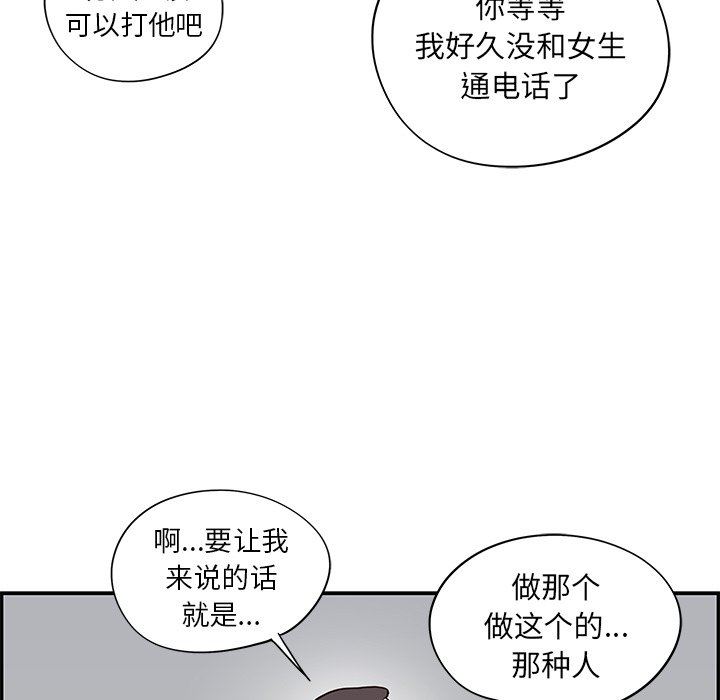 可以打他吧
你等等
我好久没和女生
通电话了
啊...要让我
来说的话
就是...
做那个
做这个的...
那种人